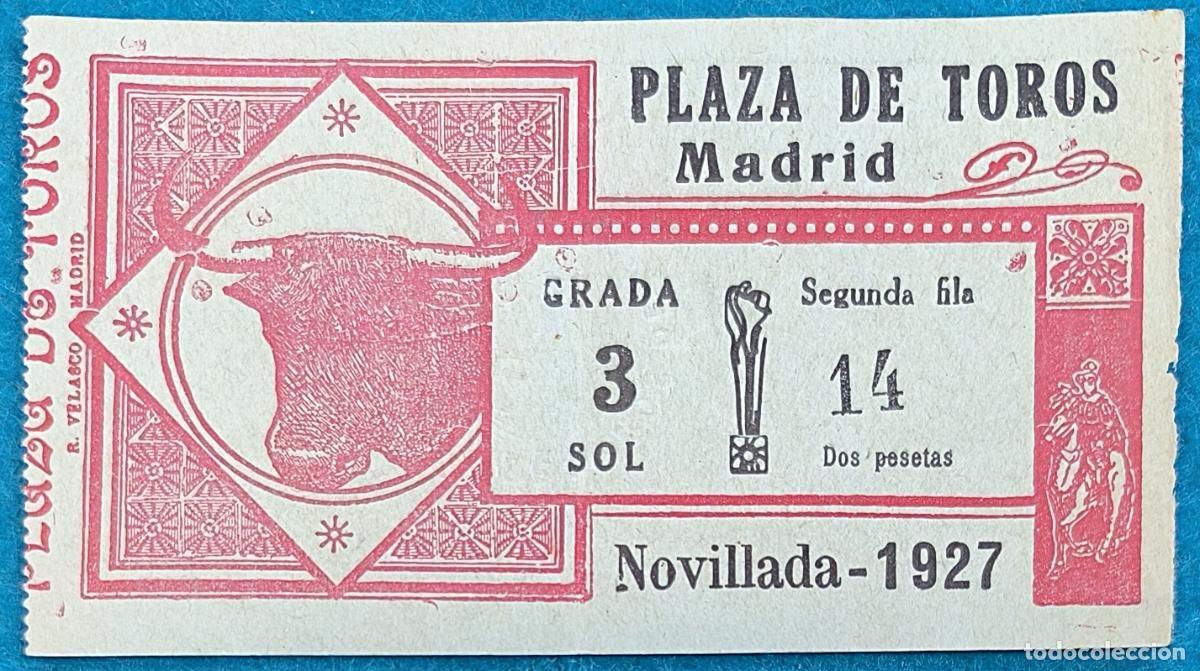 PLAZA DE TOROS
R. VELASCO MADRID
PLAZA DE TOROS
Madrid
GRADA
3
SOL
Segunda fila
14
Dos pesetas
Novillada - 1927
todocoleccion